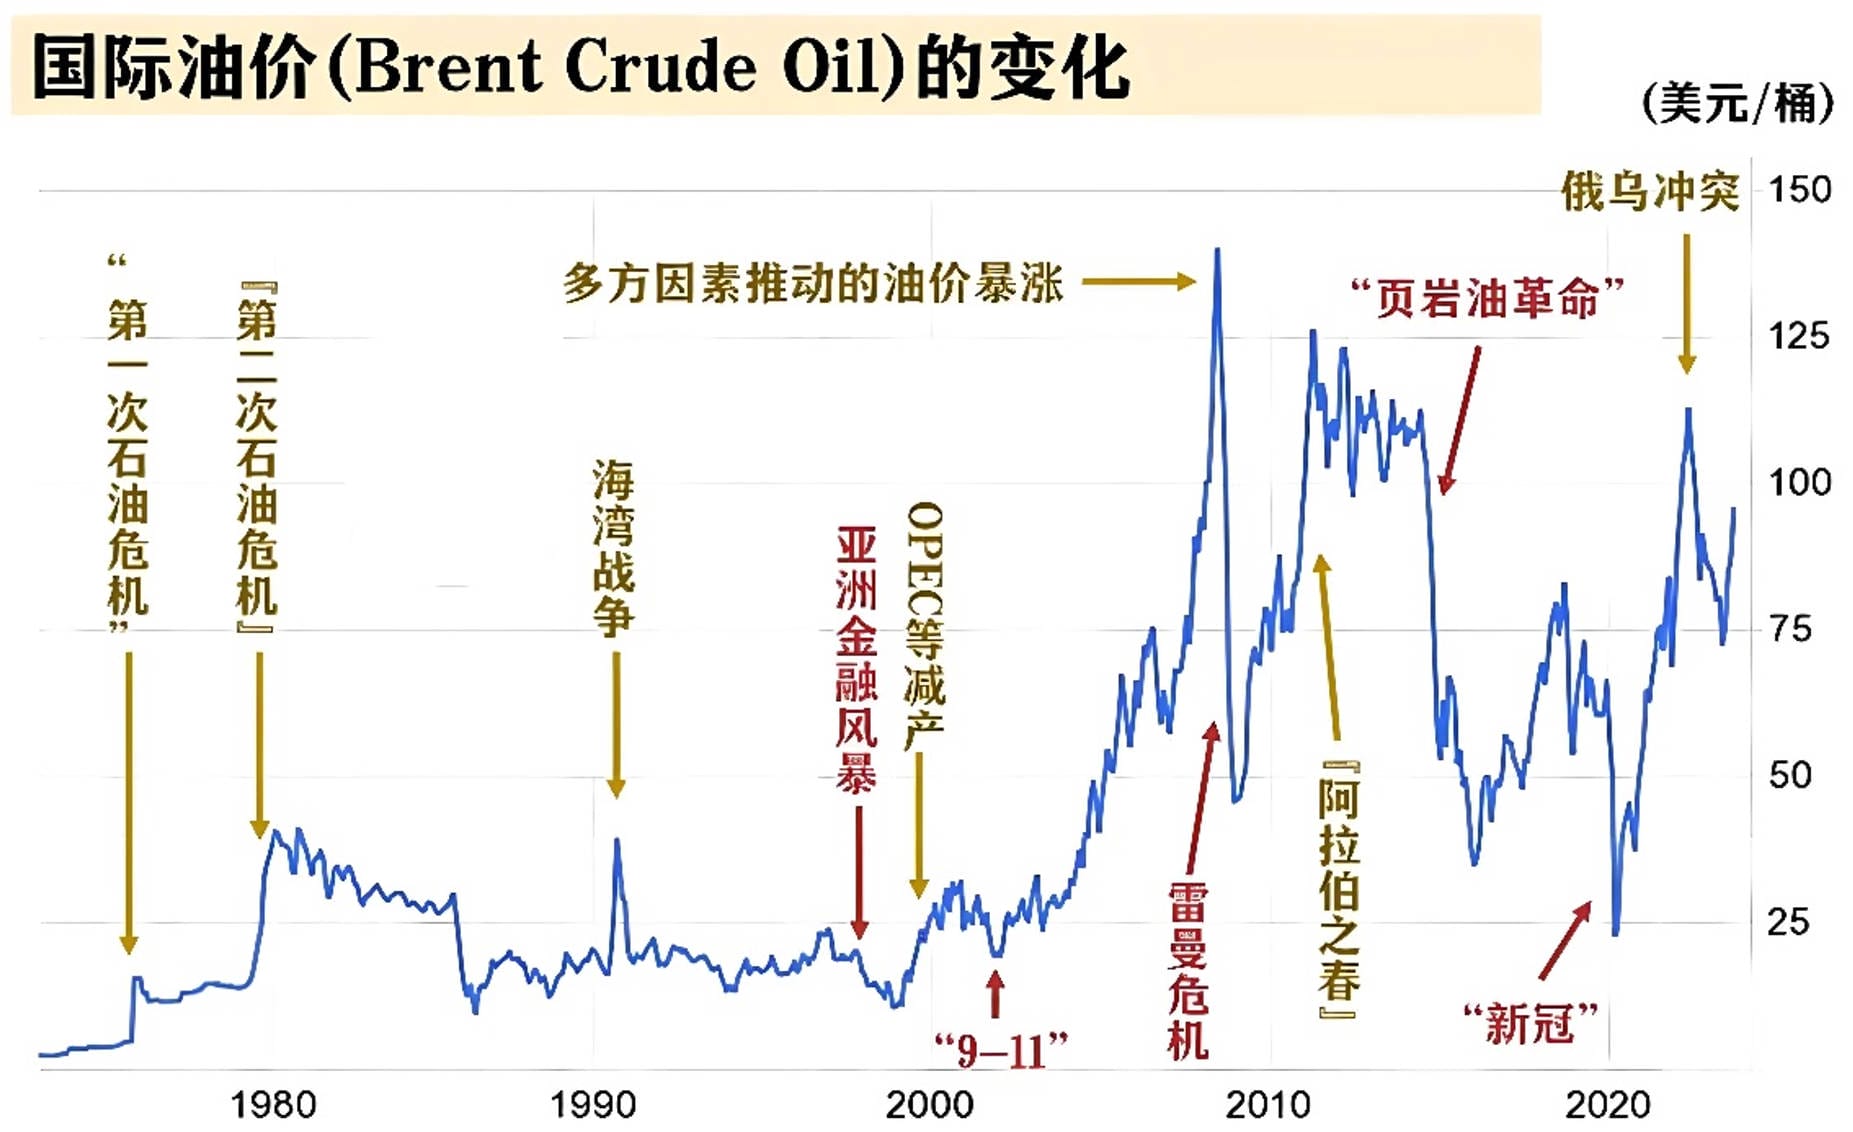 国际油价(Brent Crude Oil)的变化
(美元/桶)
俄乌冲突
150
“第一次石油危机”
『第二次石油危机』
多方因素推动的油价暴涨
“页岩油革命”
125
海湾战争
100
亚洲金融风暴
OPEC等减产
75
50
『阿拉伯之春』
雷曼危机
25
“9–11”
“新冠”
1980
1990
2000
2010
2020